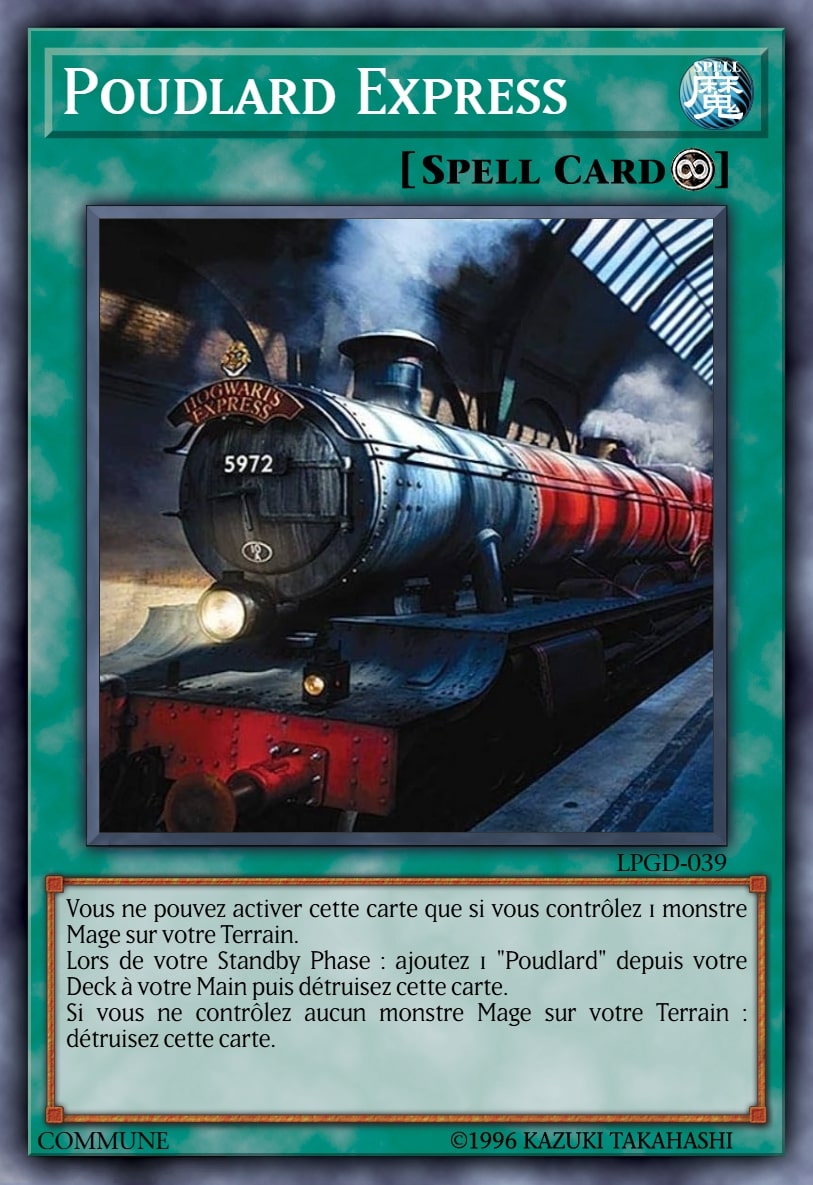 POUDLARD EXPRESS
SPELL
魔
[SPELL CARD]
HOGWARTS
EXPRESS
5972
10
A
LPGD-039
Vous ne pouvez activer cette carte que si vous contrôlez 1 monstre
Mage sur votre Terrain.
Lors de votre Standby Phase : ajoutez 1 "Poudlard" depuis votre
Deck à votre Main puis détruisez cette carte.
Si vous ne contrôlez aucun monstre Mage sur votre Terrain :
détruisez cette carte.
COMMUNE
©1996 KAZUKI TAKAHASHI